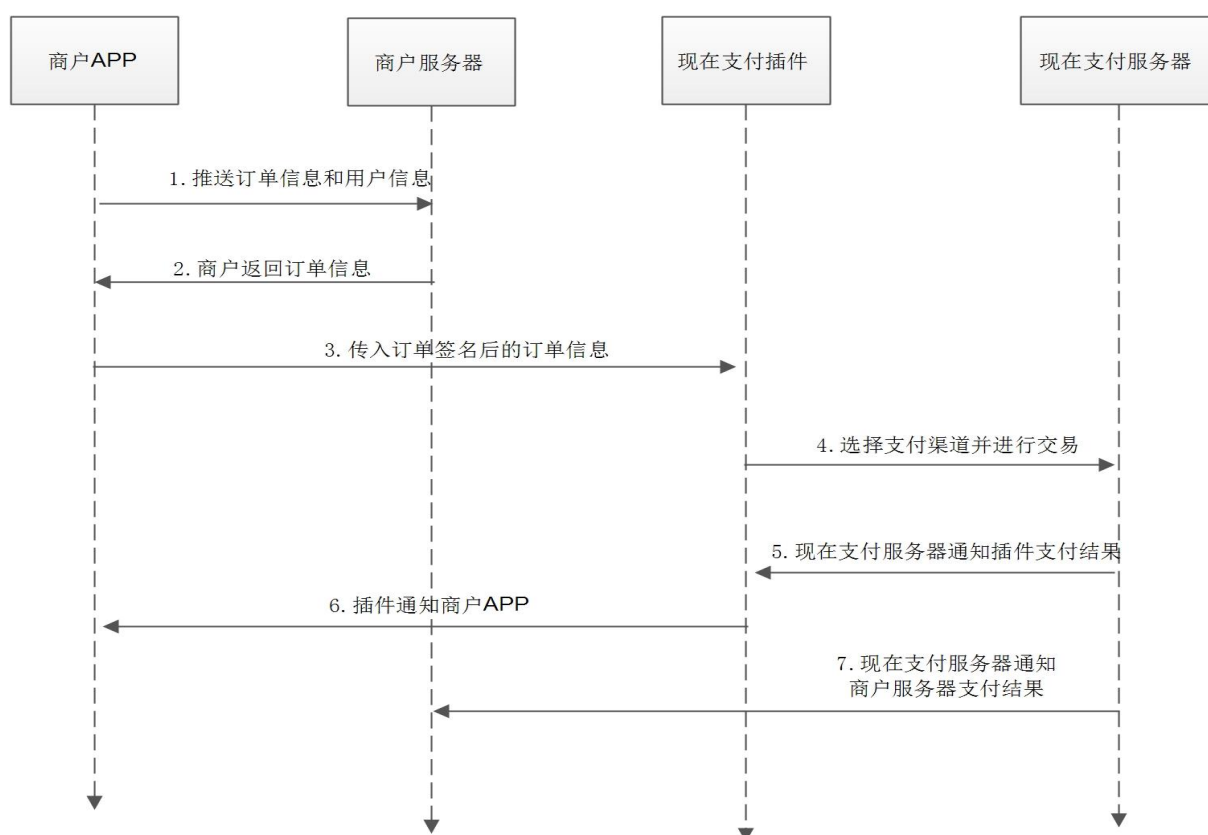 商户APP
商户服务器
现在支付插件
现在支付服务器
1.推送订单信息和用户信息
2.商户返回订单信息
3.传入订单签名后的订单信息
4.选择支付渠道并进行交易
5.现在支付服务器通知插件支付结果
6.插件通知商户APP
7.现在支付服务器通知
商户服务器支付结果